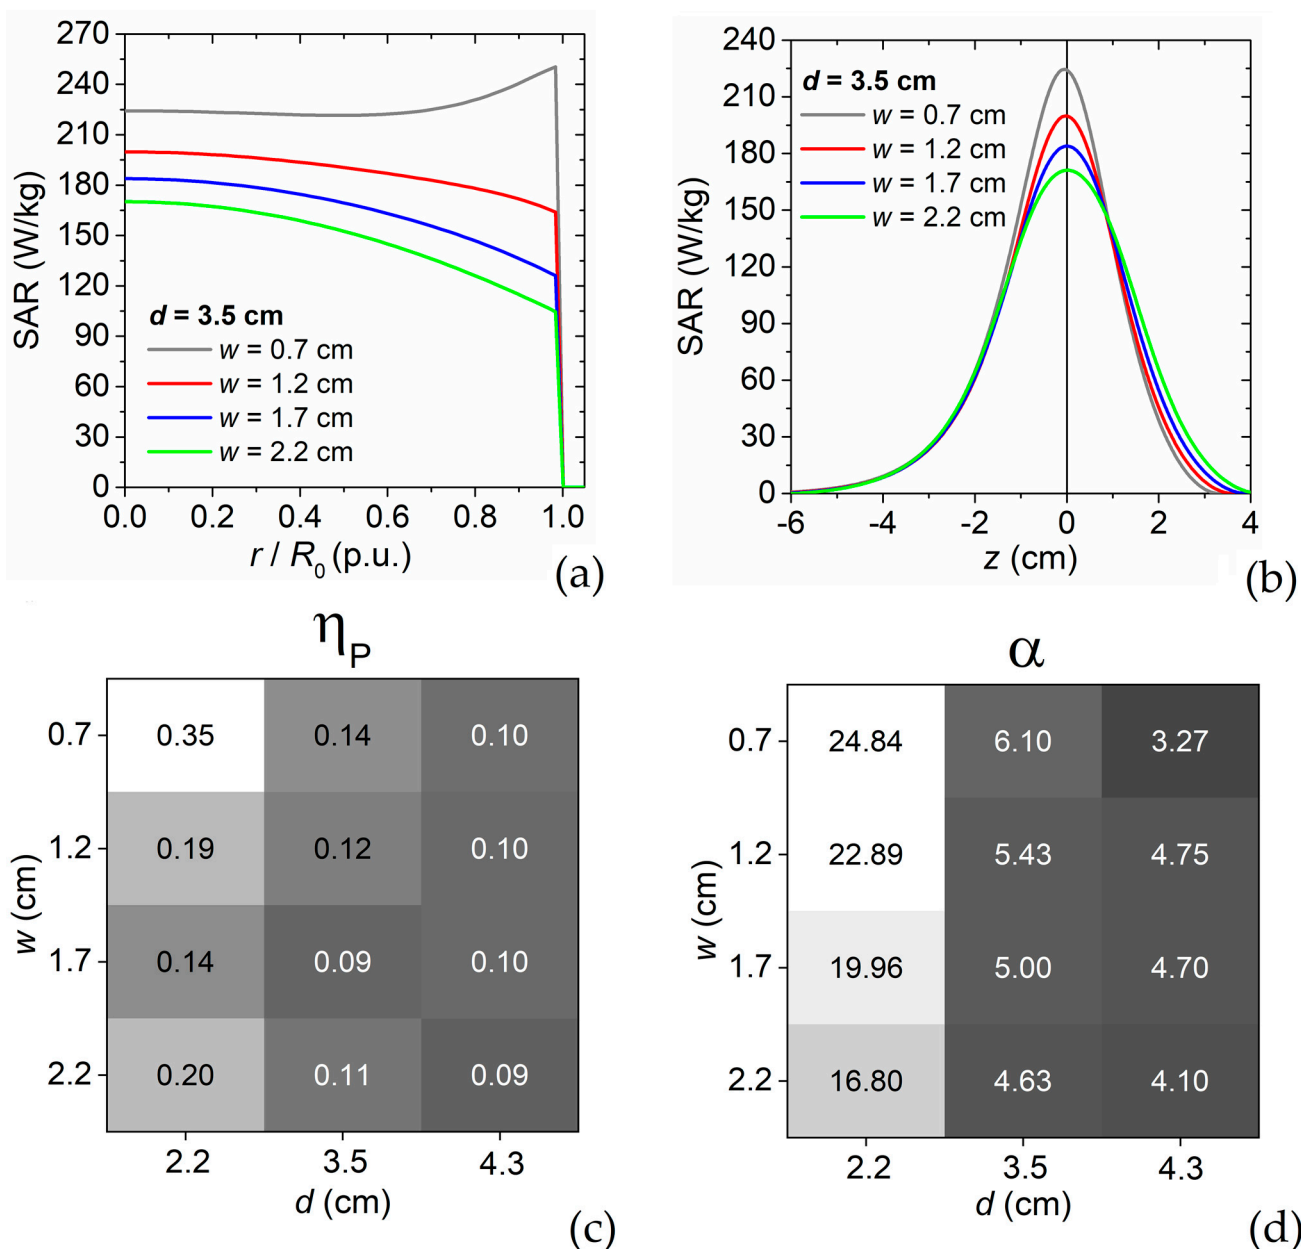 270
240
210
180
150
120
90
60
30
0
SAR (W/kg)
d = 3.5 cm
w = 0.7 cm
w = 1.2 cm
w = 1.7 cm
w = 2.2 cm
0.0 0.2 0.4 0.6 0.8 1.0
r / R0 (p.u.)
(a)
240
210
180
150
120
90
60
30
0
SAR (W/kg)
d = 3.5 cm
w = 0.7 cm
w = 1.2 cm
w = 1.7 cm
w = 2.2 cm
-6 -4 -2 0 2 4
z (cm)
(b)
ηP
w (cm)
0.7 0.35 0.14 0.10
1.2 0.19 0.12 0.10
1.7 0.14 0.09 0.10
2.2 0.20 0.11 0.09
2.2 3.5 4.3
d (cm)
(c)
α
w (cm)
0.7 24.84 6.10 3.27
1.2 22.89 5.43 4.75
1.7 19.96 5.00 4.70
2.2 16.80 4.63 4.10
2.2 3.5 4.3
d (cm)
(d)